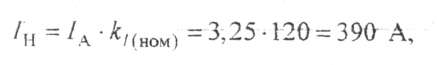 I_Н = I_А · k_I(ном) = 3,25 · 120 = 390 А,